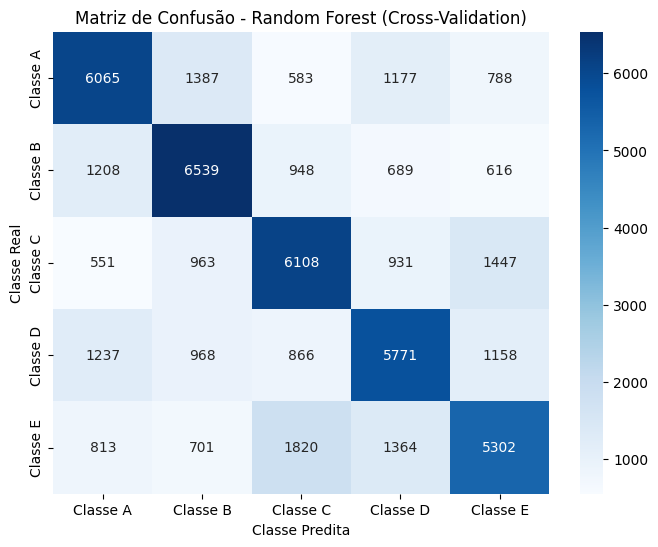 Matriz de Confusão - Random Forest (Cross-Validation)
Classe Real
Classe A
6065 1387 583 1177 788
Classe B
1208 6539 948 689 616
Classe C
551 963 6108 931 1447
Classe D
1237 968 866 5771 1158
Classe E
813 701 1820 1364 5302
Classe A Classe B Classe C Classe D Classe E
Classe Predita
6000
5000
4000
3000
2000
1000